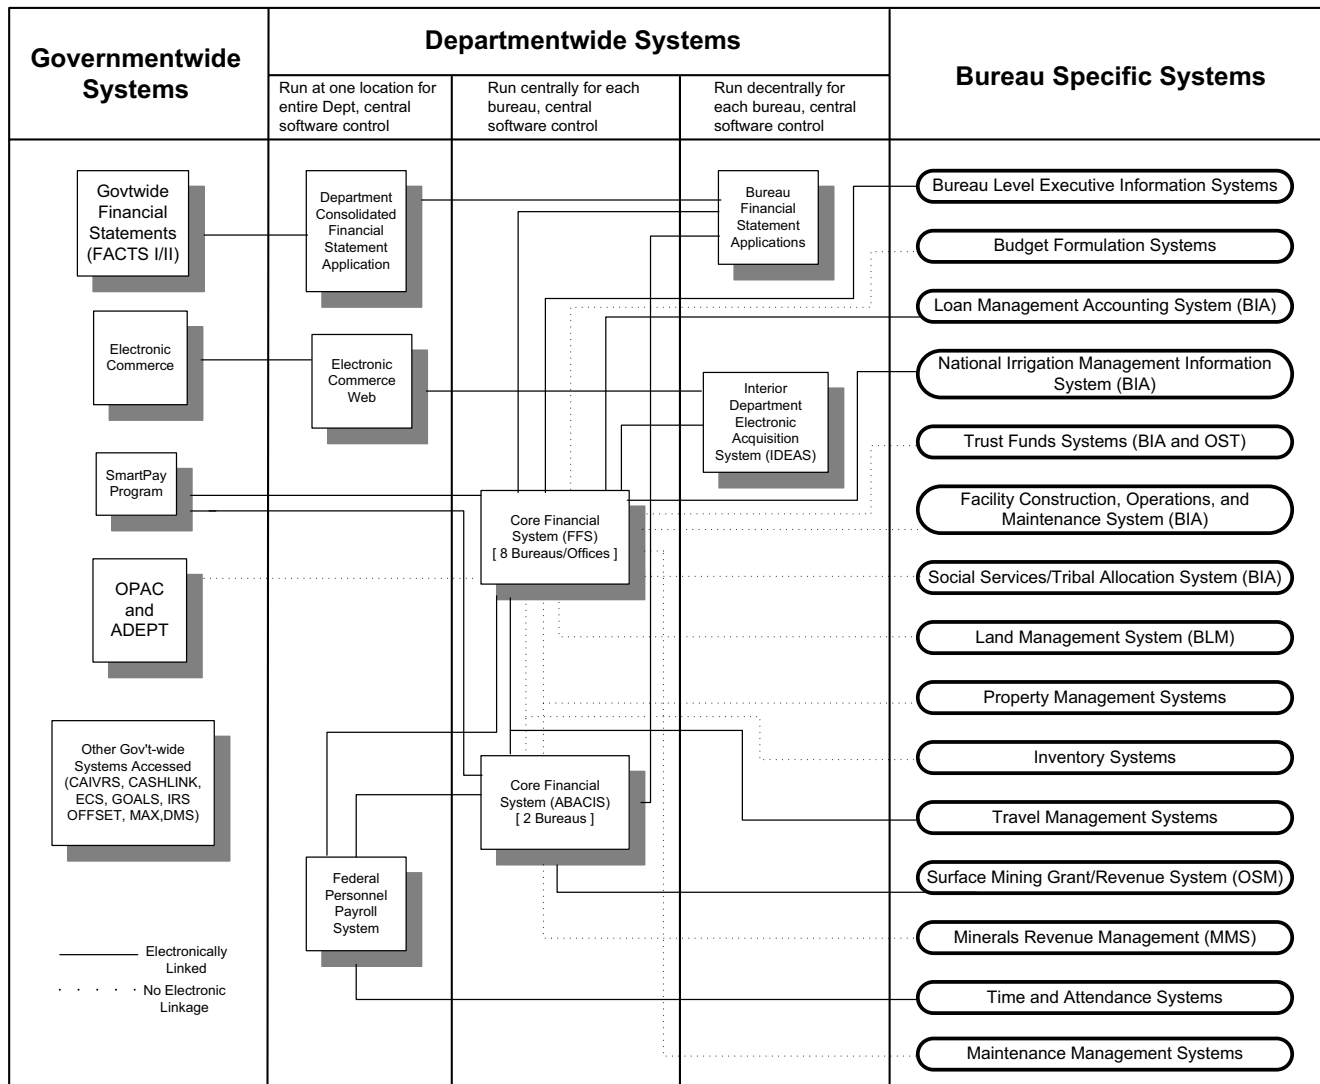 Governmentwide
Systems
Departmentwide Systems
Bureau Specific Systems
Run at one location for
entire Dept, central
software control
Run centrally for each
bureau, central
software control
Run decentrally for
each bureau, central
software control
Govtwide
Financial
Statements
(FACTS I/II)
Electronic
Commerce
SmartPay
Program
OPAC
and
ADEPT
Other Gov't-wide
Systems Accessed
(CAIVRS, CASHLINK,
ECS, GOALS, IRS
OFFSET, MAX,DMS)
Electronically
Linked
No Electronic
Linkage
Department
Consolidated
Financial
Statement
Application
Electronic
Commerce
Web
Federal
Personnel
Payroll
System
Core Financial
System (FFS)
[ 8 Bureaus/Offices ]
Core Financial
System (ABACIS)
[ 2 Bureaus ]
Bureau
Financial
Statement
Applications
Interior
Department
Electronic
Acquisition
System (IDEAS)
Bureau Level Executive Information Systems
Budget Formulation Systems
Loan Management Accounting System (BIA)
National Irrigation Management Information
System (BIA)
Trust Funds Systems (BIA and OST)
Facility Construction, Operations, and
Maintenance System (BIA)
Social Services/Tribal Allocation System (BIA)
Land Management System (BLM)
Property Management Systems
Inventory Systems
Travel Management Systems
Surface Mining Grant/Revenue System (OSM)
Minerals Revenue Management (MMS)
Time and Attendance Systems
Maintenance Management Systems